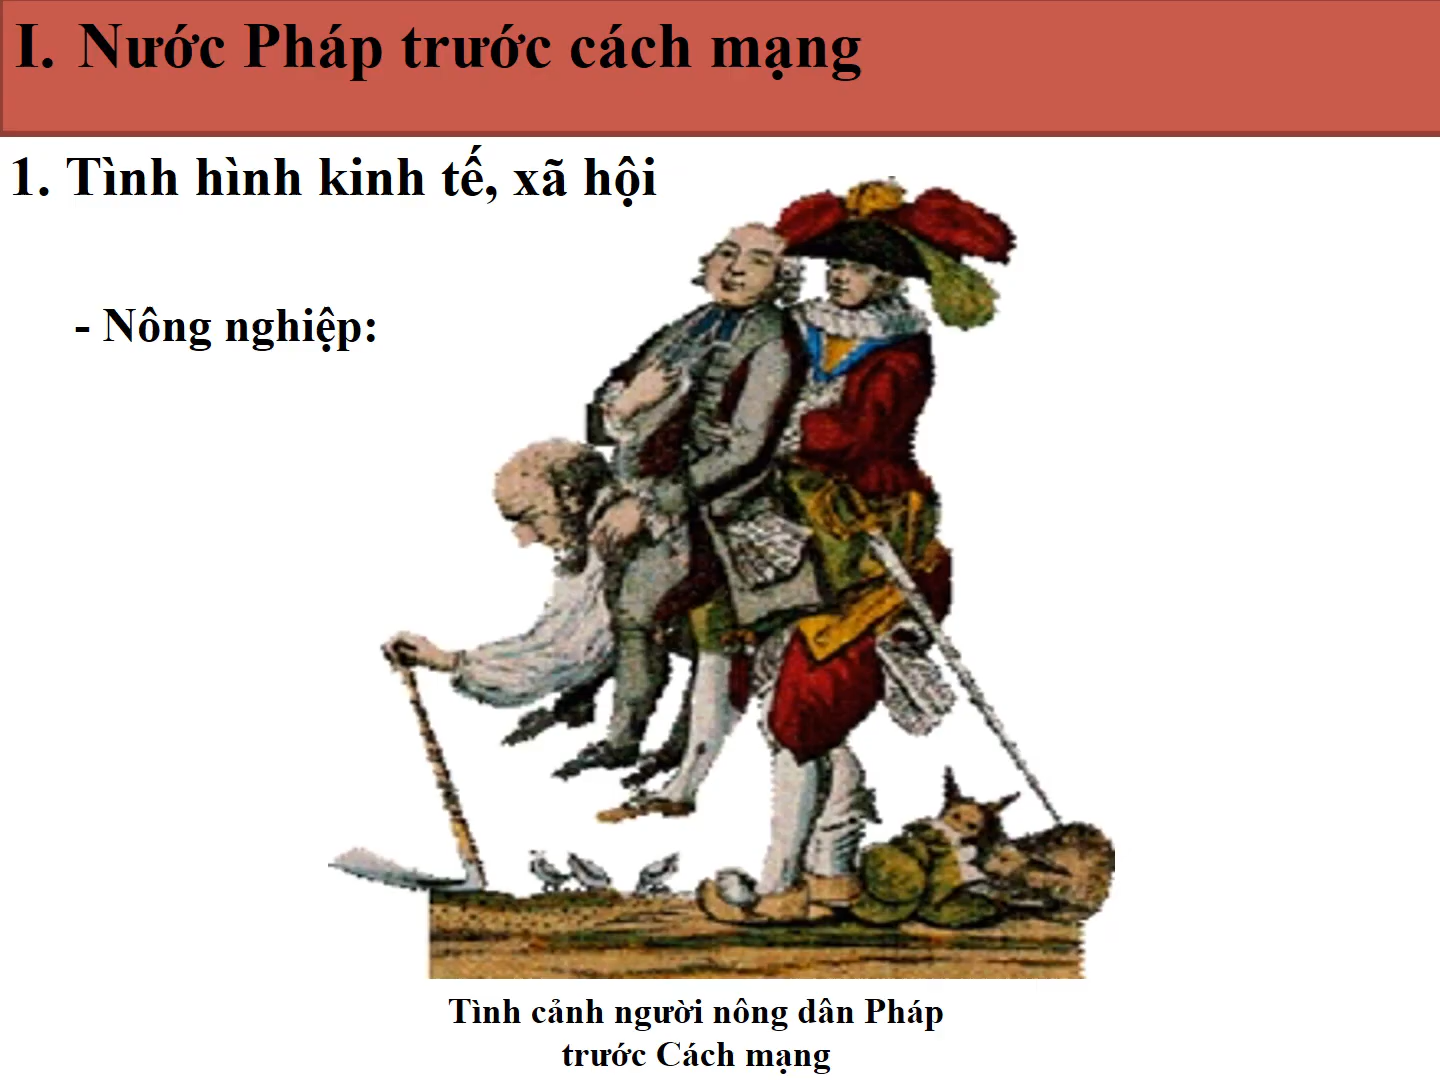 I. Nước Pháp trước cách mạng
1. Tình hình kinh tế, xã hội
- Nông nghiệp:
Tình cảnh người nông dân Pháp
trước Cách mạng